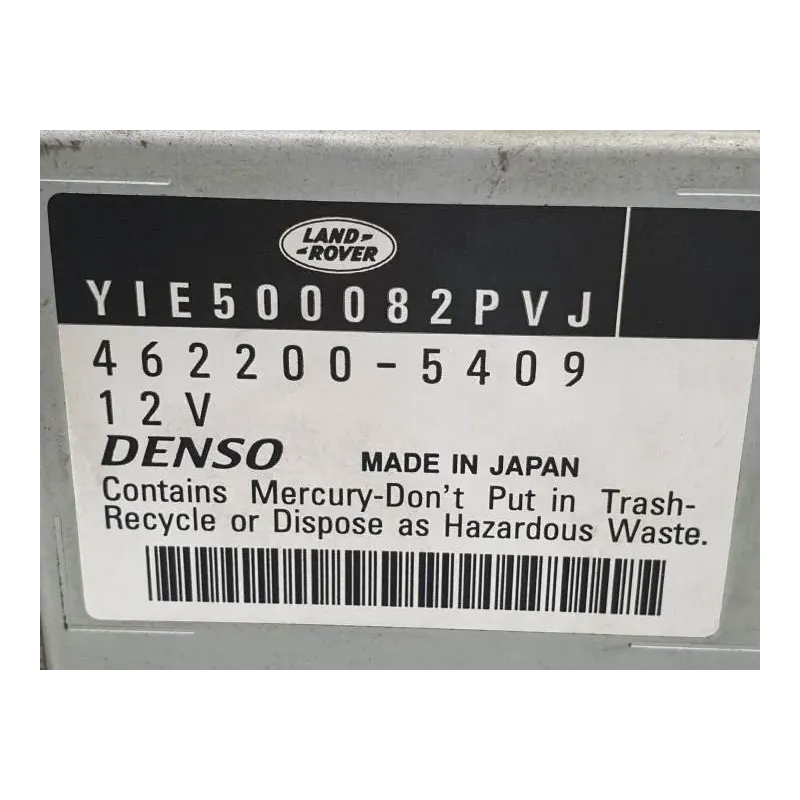 LAND-
-ROVER
YIE500082PVJ
462200-5409
12V
DENSO MADE IN JAPAN
Contains Mercury-Don't Put in Trash-
Recycle or Dispose as Hazardous Waste.